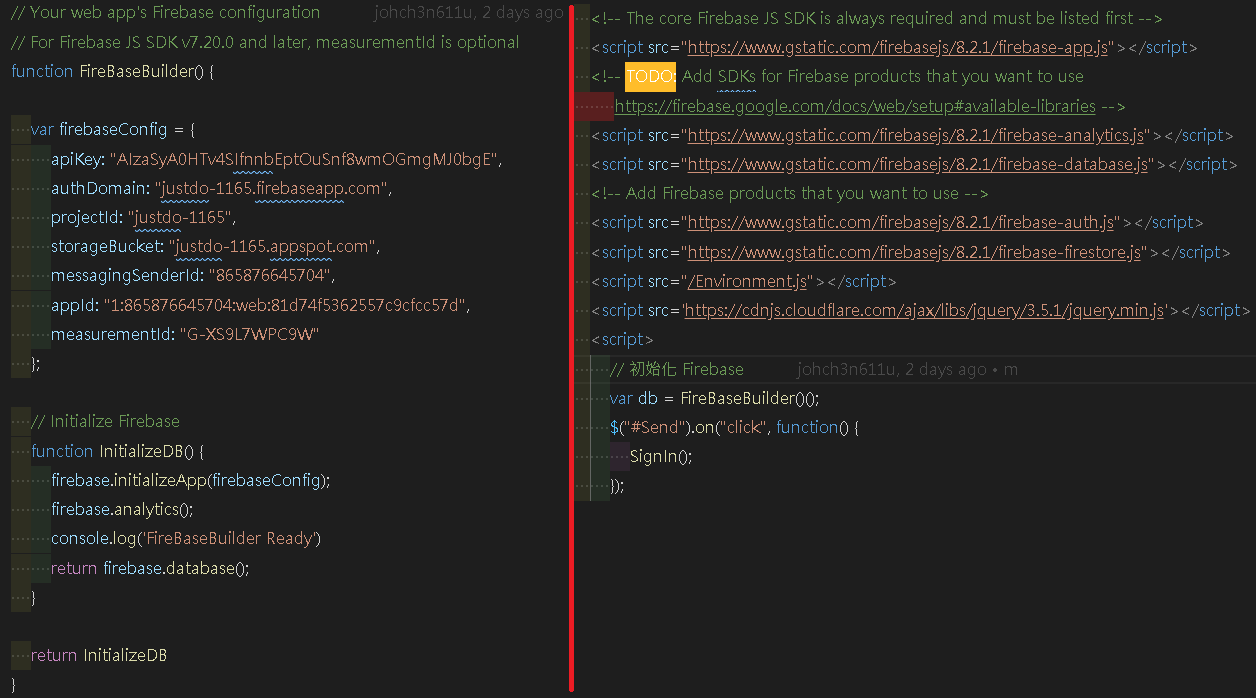 // Your web app's Firebase configuration johch3n611u, 2 days ago
// For Firebase JS SDK v7.20.0 and later, measurementId is optional
function FireBaseBuilder() {
var firebaseConfig = {
apiKey: "AIzaSyA0HTv4SIfnnbEptOuSnf8wmOGmgMJ0bgE",
authDomain: "justdo-1165.firebaseapp.com",
projectId: "justdo-1165",
storageBucket: "justdo-1165.appspot.com",
messagingSenderId: "865876645704",
appId: "1:865876645704:web:81d74f5362557c9cfcc57d",
measurementId: "G-XS9L7WPC9W"
};
// Initialize Firebase
function InitializeDB() {
firebase.initializeApp(firebaseConfig);
firebase.analytics();
console.log('FireBaseBuilder Ready')
return firebase.database();
}
return InitializeDB
}
<!-- The core Firebase JS SDK is always required and must be listed first -->
<script src="https://www.gstatic.com/firebasejs/8.2.1/firebase-app.js"></script>
<!-- TODO: Add SDKs for Firebase products that you want to use
https://firebase.google.com/docs/web/setup#available-libraries -->
<script src="https://www.gstatic.com/firebasejs/8.2.1/firebase-analytics.js"></script>
<script src="https://www.gstatic.com/firebasejs/8.2.1/firebase-database.js"></script>
<!-- Add Firebase products that you want to use -->
<script src="https://www.gstatic.com/firebasejs/8.2.1/firebase-auth.js"></script>
<script src="https://www.gstatic.com/firebasejs/8.2.1/firebase-firestore.js"></script>
<script src="/Environment.js"></script>
<script src='https://cdnjs.cloudflare.com/ajax/libs/jquery/3.5.1/jquery.min.js'></script>
<script>
// 初始化 Firebase johch3n611u, 2 days ago • m
var db = FireBaseBuilder()();
$("#Send").on("click", function() {
SignIn();
});